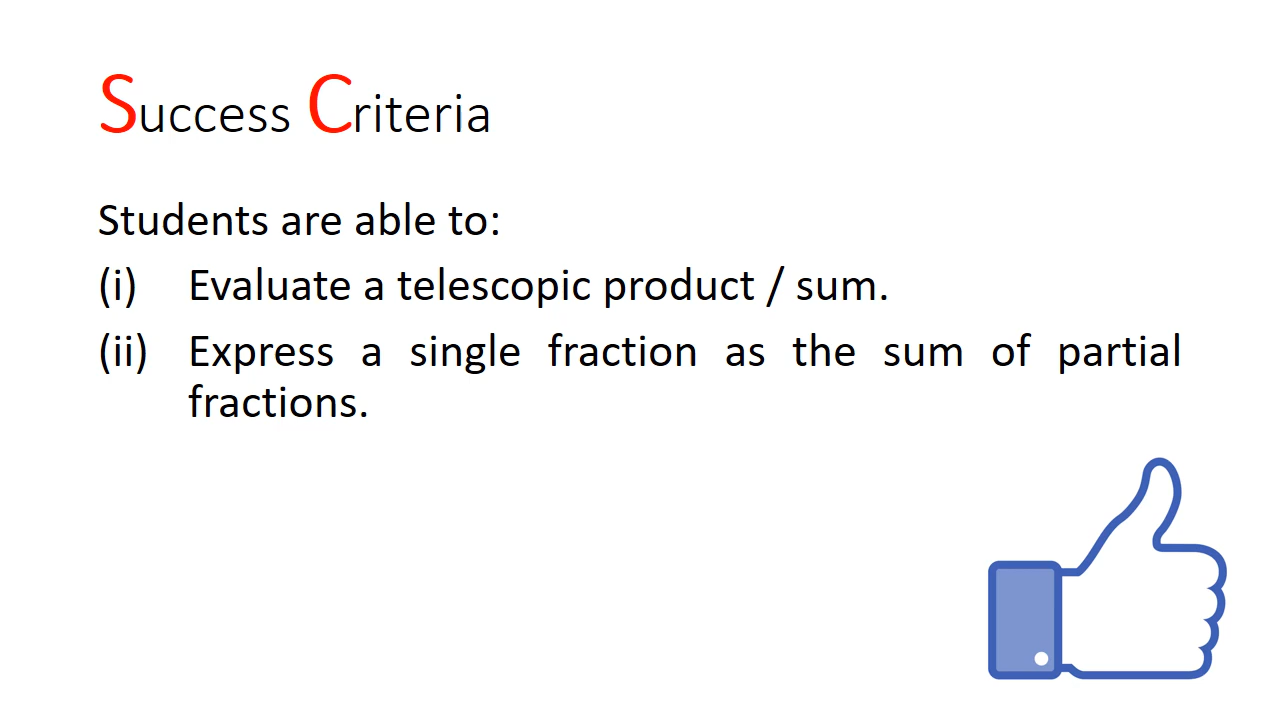 Success Criteria
Students are able to:
(i) Evaluate a telescopic product / sum.
(ii) Express a single fraction as the sum of partial
fractions.